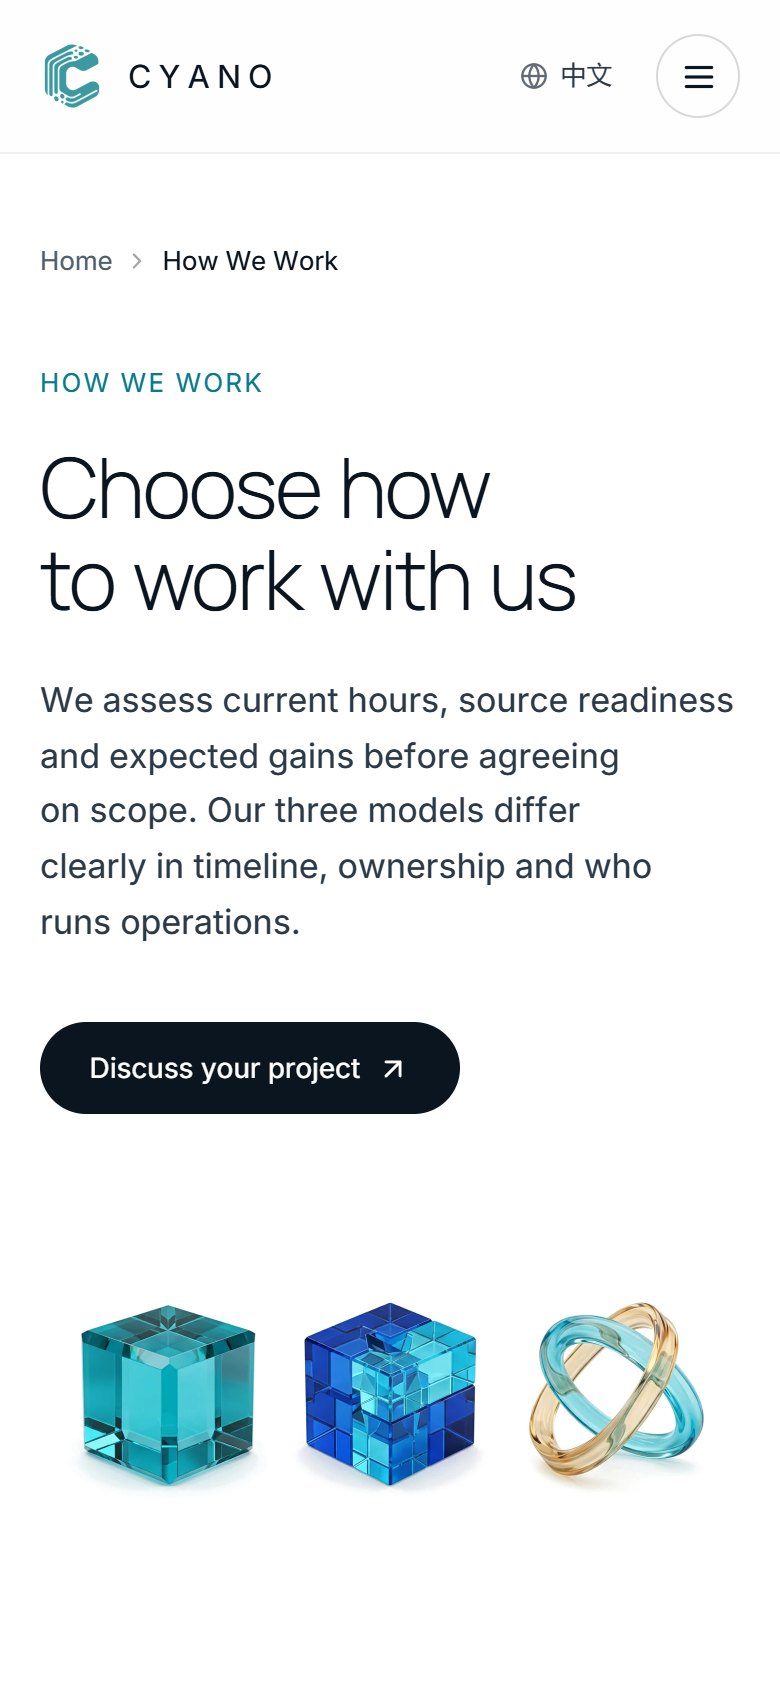 CYANO
中文
Home > How We Work
HOW WE WORK
Choose how
to work with us
We assess current hours, source readiness
and expected gains before agreeing
on scope. Our three models differ
clearly in timeline, ownership and who
runs operations.
Discuss your project